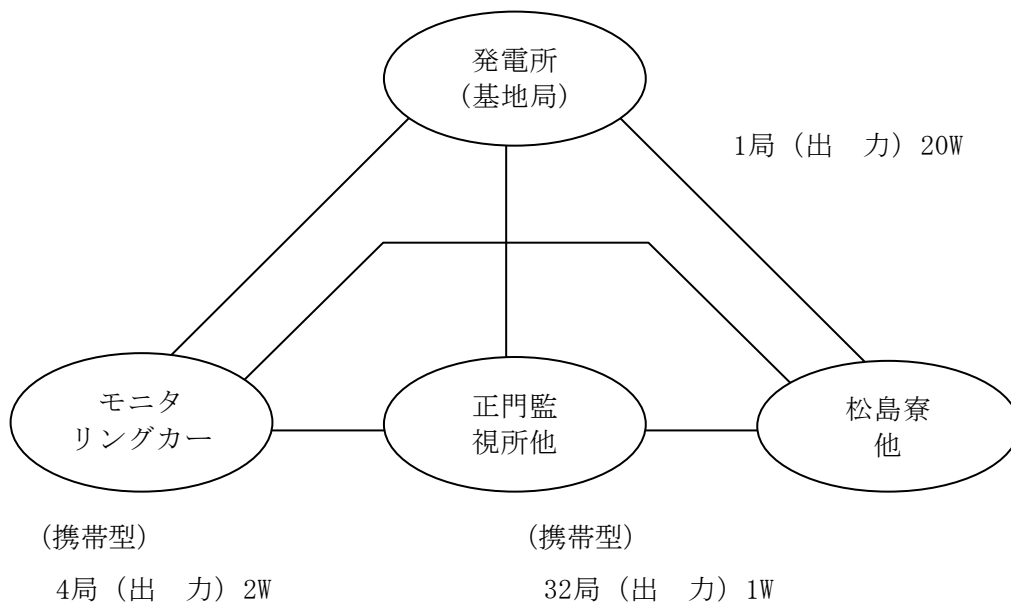 発電所
(基地局)
1局（出　力）20W
モニタ
リングカー
正門監
視所他
松島寮
他
(携帯型)
4局（出　力）2W
(携帯型)
32局（出　力）1W